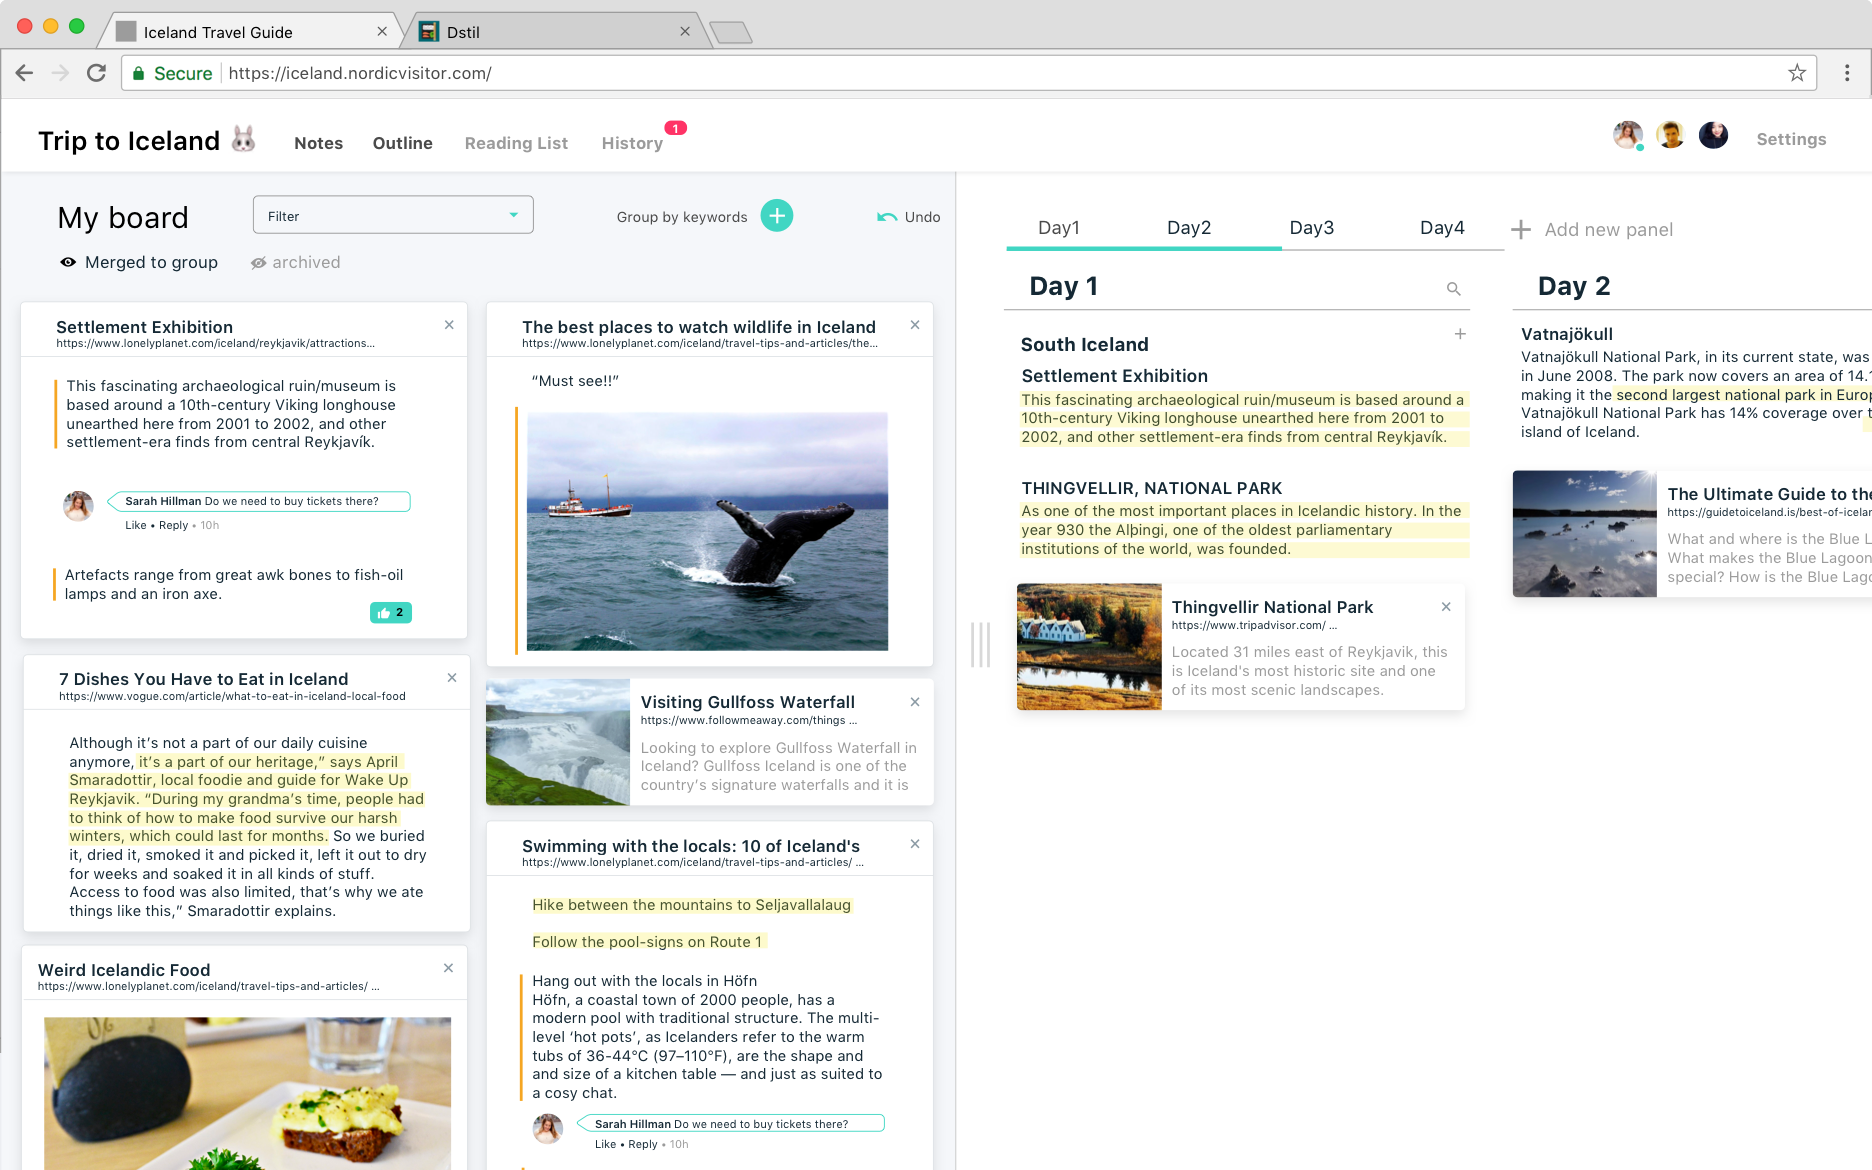 Iceland Travel Guide
Dstil
Secure
https://iceland.nordicvisitor.com/
Trip to Iceland
Notes
Outline
Reading List
History
1
Settings
My board
Filter
Group by keywords
Undo
Merged to group
archived
Settlement Exhibition
https://www.lonelyplanet.com/iceland/reykjavik/attractions...
This fascinating archaeological ruin/museum is
based around a 10th-century Viking longhouse
unearthed here from 2001 to 2002, and other
settlement-era finds from central Reykjavík.
Sarah Hillman Do we need to buy tickets there?
Like • Reply • 10h
Artefacts range from great awk bones to fish-oil
lamps and an iron axe.
2
7 Dishes You Have to Eat in Iceland
https://www.vogue.com/article/what-to-eat-in-iceland-local-food
Although it’s not a part of our daily cuisine
anymore, it’s a part of our heritage,” says April
Smaradottir, local foodie and guide for Wake Up
Reykjavik. “During my grandma’s time, people had
to think of how to make food survive our harsh
winters, which could last for months. So we buried
it, dried it, smoked it and picked it, left it out to dry
for weeks and soaked it in all kinds of stuff.
Access to food was also limited, that’s why we ate
things like this,” Smaradottir explains.
Weird Icelandic Food
https://www.lonelyplanet.com/iceland/travel-tips-and-articles/ ...
The best places to watch wildlife in Iceland
https://www.lonelyplanet.com/iceland/travel-tips-and-articles/the...
“Must see!!”
Visiting Gullfoss Waterfall
https://www.followmeaway.com/things ...
Looking to explore Gullfoss Waterfall in
Iceland? Gullfoss Iceland is one of the
country’s signature waterfalls and it is
Swimming with the locals: 10 of Iceland's
https://www.lonelyplanet.com/iceland/travel-tips-and-articles/ ...
Hike between the mountains to Seljavallalaug
Follow the pool-signs on Route 1
Hang out with the locals in Höfn
Höfn, a coastal town of 2000 people, has a
modern pool with traditional structure. The multi-
level ‘hot pots’, as Icelanders refer to the warm
tubs of 36-44°C (97–110°F), are the shape and
and size of a kitchen table — and just as suited to
a cosy chat.
Sarah Hillman Do we need to buy tickets there?
Like • Reply • 10h
Day1
Day2
Day3
Day4
Add new panel
Day 1
South Iceland
Settlement Exhibition
This fascinating archaeological ruin/museum is based around a
10th-century Viking longhouse unearthed here from 2001 to
2002, and other settlement-era finds from central Reykjavík.
THINGVELLIR, NATIONAL PARK
As one of the most important places in Icelandic history. In the
year 930 the Alþingi, one of the oldest parliamentary
institutions of the world, was founded.
Thingvellir National Park
https://www.tripadvisor.com/ ...
Located 31 miles east of Reykjavik, this
is Iceland's most historic site and one
of its most scenic landscapes.
Day 2
Vatnajökull
Vatnajökull National Park, in its current state, was
in June 2008. The park now covers an area of 14.1
making it the second largest national park in Europ
Vatnajökull National Park has 14% coverage over t
island of Iceland.
The Ultimate Guide to the
https://guidetoiceland.is/best-of-icelan
What and where is the Blue L
What makes the Blue Lagoon
special? How is the Blue Lago